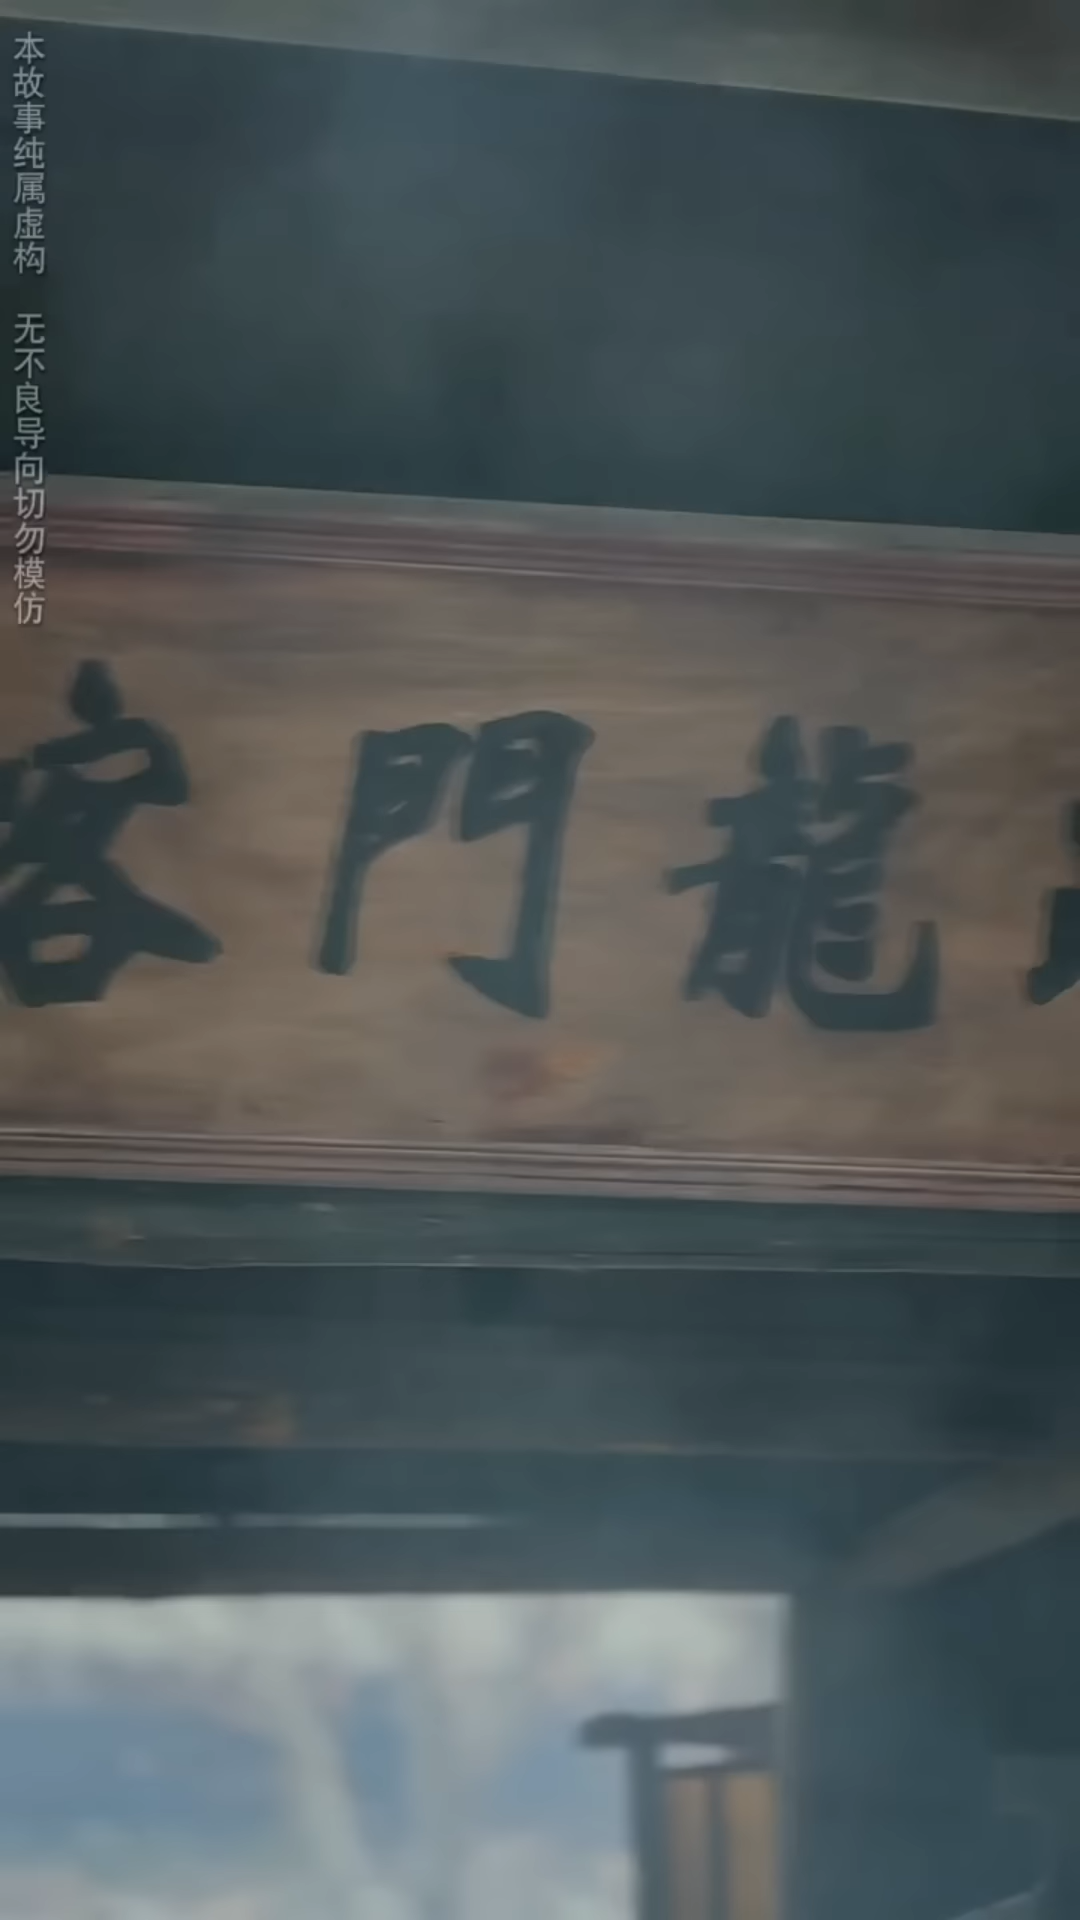 本故事纯属虚构 无不良导向切勿模仿
龍門客